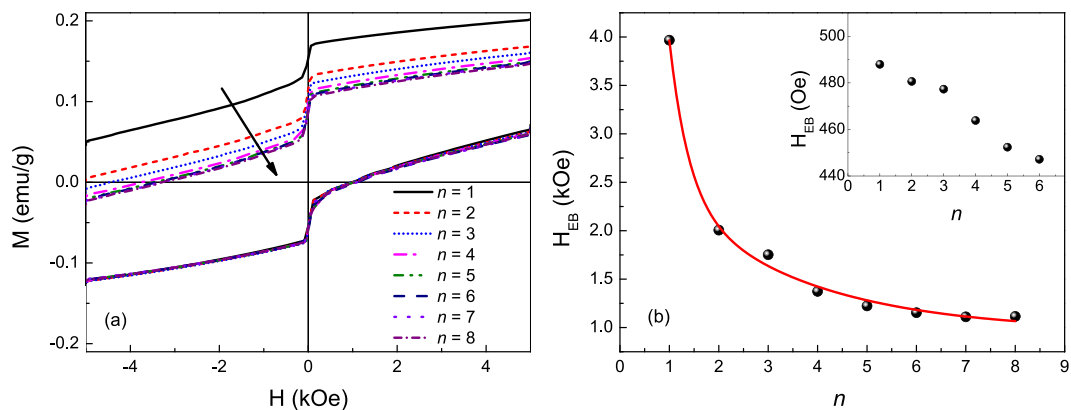 0.2
0.1
0.0
-0.1
-0.2
M (emu/g)
-4
-2
0
2
4
H (kOe)
(a)
n = 1
n = 2
n = 3
n = 4
n = 5
n = 6
n = 7
n = 8
4.0
3.5
3.0
2.5
2.0
1.5
1.0
H_EB (kOe)
0
1
2
3
4
5
6
7
8
9
n
(b)
500
480
460
440
H_EB (Oe)
0
1
2
3
4
5
6
n